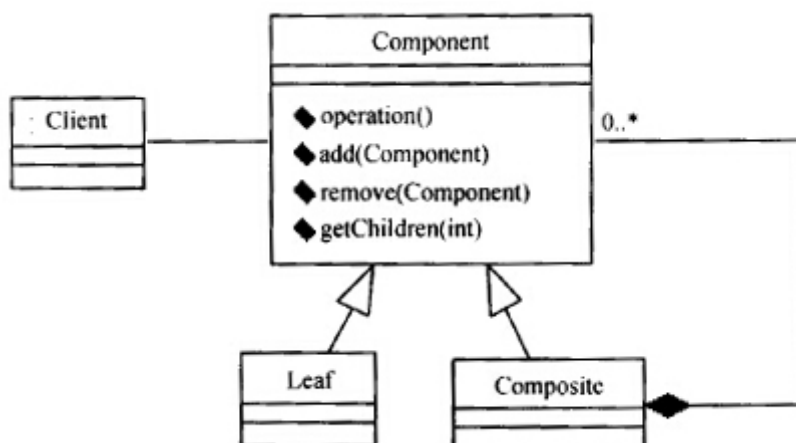 Component
Client
operation()
add(Component)
remove(Component)
getChildren(int)
0..*
Leaf
Composite